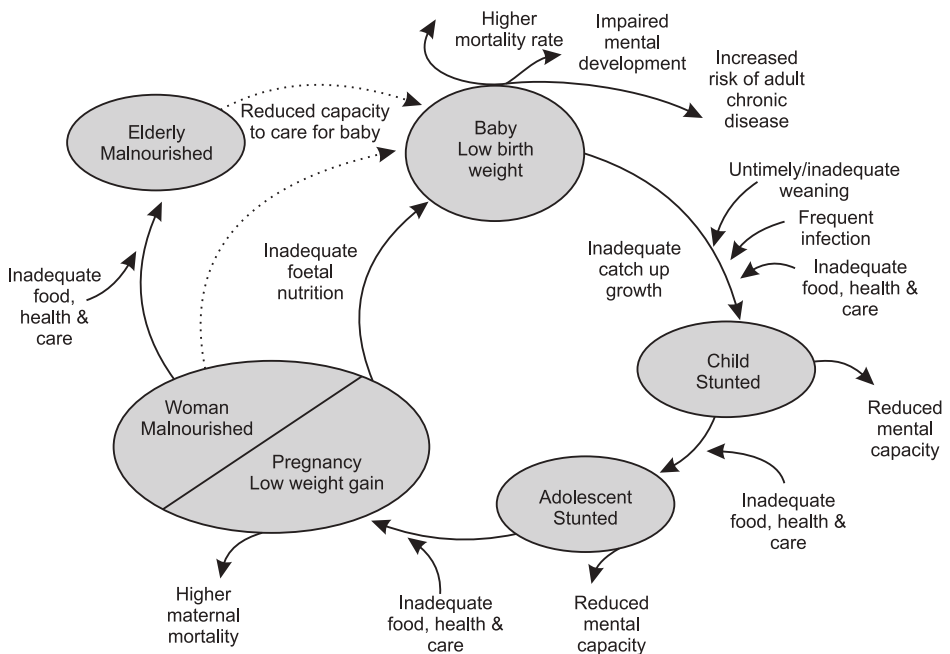 Higher
mortality rate
Impaired
mental
development
Increased
risk of adult
chronic
disease
Elderly
Malnourished
Reduced capacity
to care for baby
Baby
Low birth
weight
Untimely/inadequate
weaning
Frequent
infection
Inadequate
food, health &
care
Inadequate
catch up
growth
Inadequate
foetal
nutrition
Inadequate
food,
health &
care
Child
Stunted
Reduced
mental
capacity
Woman
Malnourished
Pregnancy
Low weight gain
Adolescent
Stunted
Inadequate
food, health &
care
Higher
maternal
mortality
Inadequate
food, health &
care
Reduced
mental
capacity